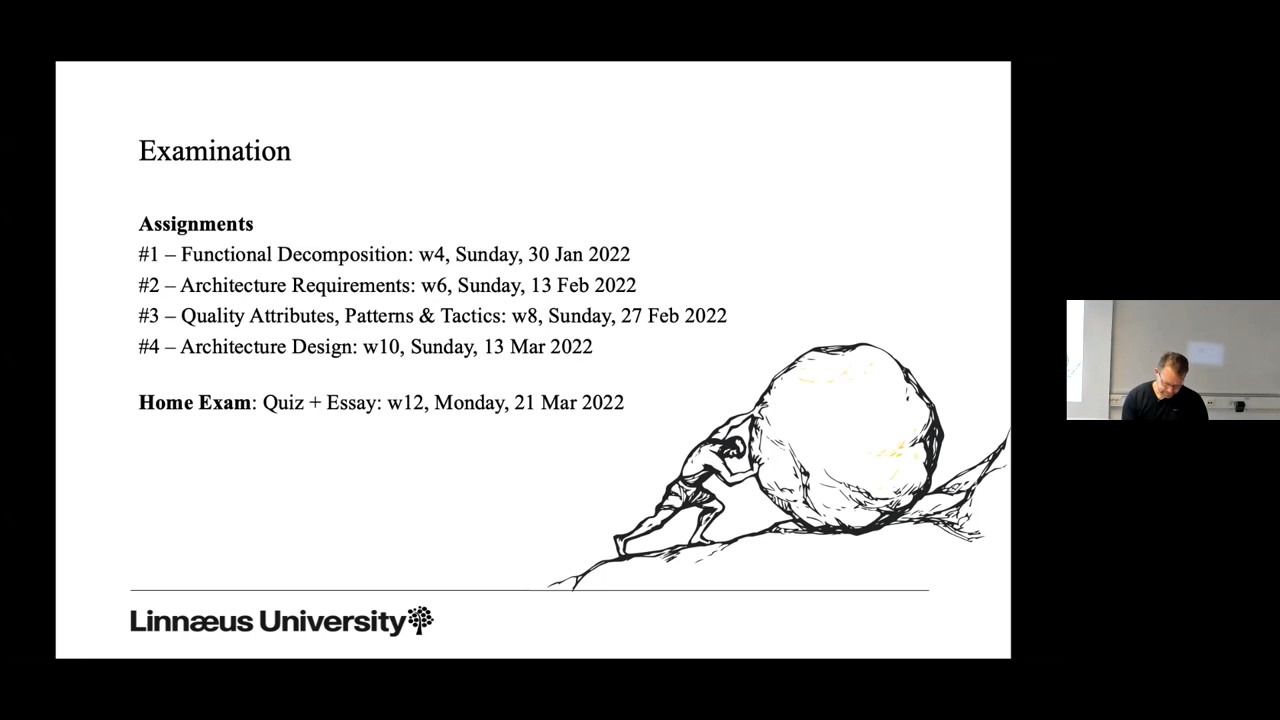 Examination
Assignments
#1 – Functional Decomposition: w4, Sunday, 30 Jan 2022
#2 – Architecture Requirements: w6, Sunday, 13 Feb 2022
#3 – Quality Attributes, Patterns & Tactics: w8, Sunday, 27 Feb 2022
#4 – Architecture Design: w10, Sunday, 13 Mar 2022
Home Exam: Quiz + Essay: w12, Monday, 21 Mar 2022
Linnæus University